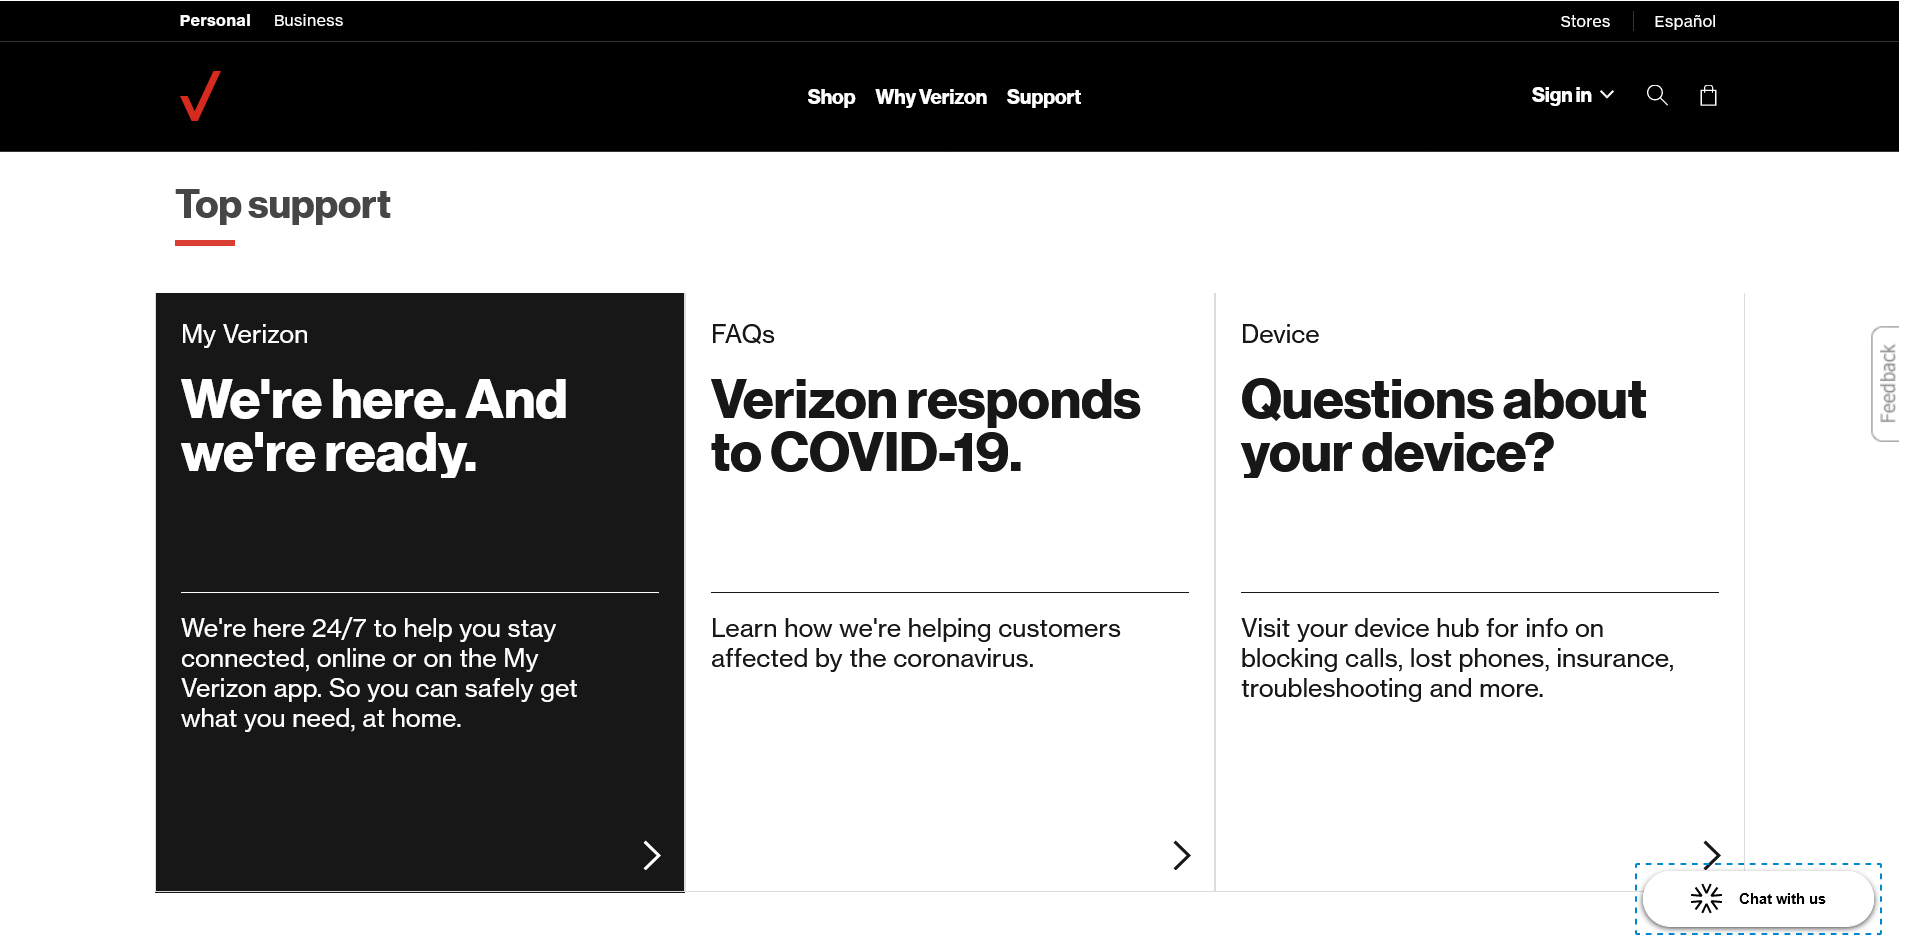 Personal Business Stores Español
Shop Why Verizon Support Sign in
Top support
My Verizon
We're here. And
we're ready.
We're here 24/7 to help you stay
connected, online or on the My
Verizon app. So you can safely get
what you need, at home.
FAQs
Verizon responds
to COVID-19.
Learn how we're helping customers
affected by the coronavirus.
Device
Questions about
your device?
Visit your device hub for info on
blocking calls, lost phones, insurance,
troubleshooting and more.
Feedback
Chat with us